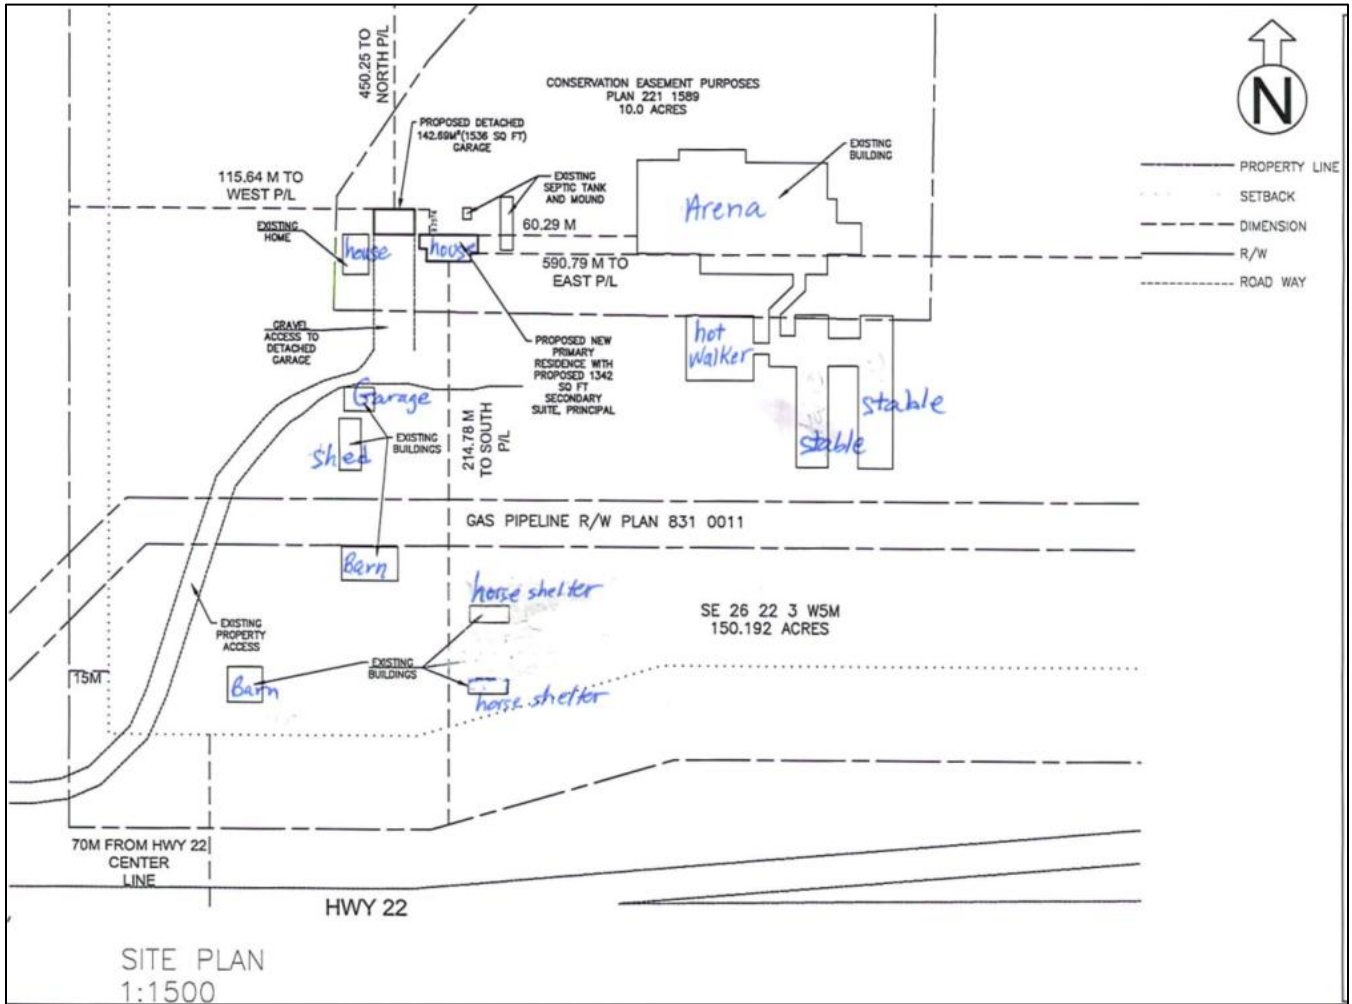 450.25 TO
NORTH P/L
CONSERVATION EASEMENT PURPOSES
PLAN 221 1589
10.0 ACRES
N
PROPOSED DETACHED
142.69M²(1536 SQ FT)
GARAGE
EXISTING
BUILDING
PROPERTY LINE
SETBACK
DIMENSION
R/W
ROAD WAY
115.64 M TO
WEST P/L
EXISTING
SEPTIC TANK
AND MOUND
Arena
60.29 M
EXISTING
HOME
house
house
590.79 M TO
EAST P/L
GRAVEL
ACCESS TO
DETACHED
GARAGE
PROPOSED NEW
PRIMARY
RESIDENCE WITH
PROPOSED 1342
SQ FT
SECONDARY
SUITE, PRINCIPAL
hot
walker
Garage
stable
stable
EXISTING
BUILDINGS
Shed
214.78 M
TO SOUTH
P/L
GAS PIPELINE R/W PLAN 831 0011
Barn
horse shelter
SE 26 22 3 W5M
150.192 ACRES
EXISTING
PROPERTY
ACCESS
EXISTING
BUILDINGS
15M
Barn
horse shelter
70M FROM HWY 22
CENTER
LINE
HWY 22
SITE PLAN
1:1500